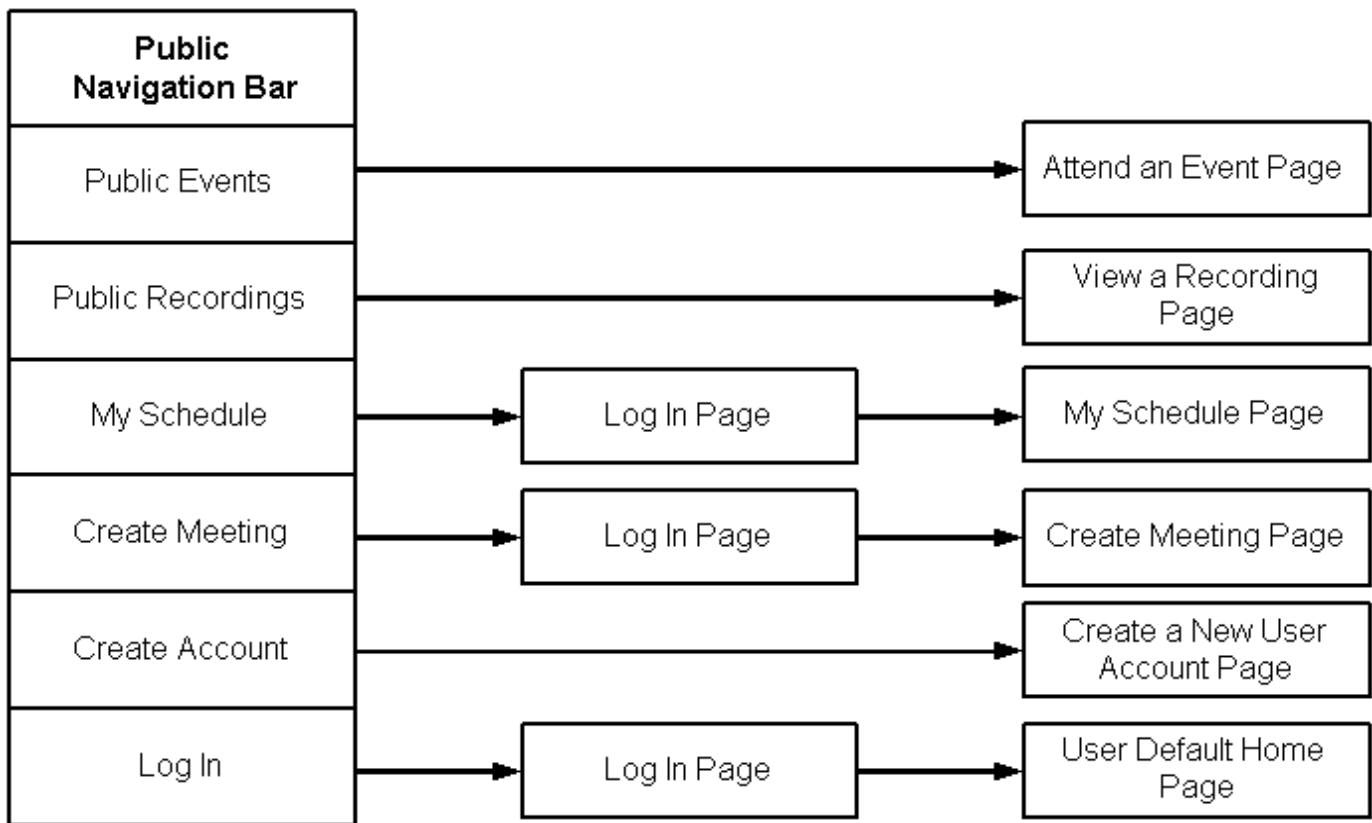 Public
Navigation Bar
Public Events
Attend an Event Page
Public Recordings
View a Recording
Page
My Schedule
Log In Page
My Schedule Page
Create Meeting
Log In Page
Create Meeting Page
Create Account
Create a New User
Account Page
Log In
Log In Page
User Default Home
Page